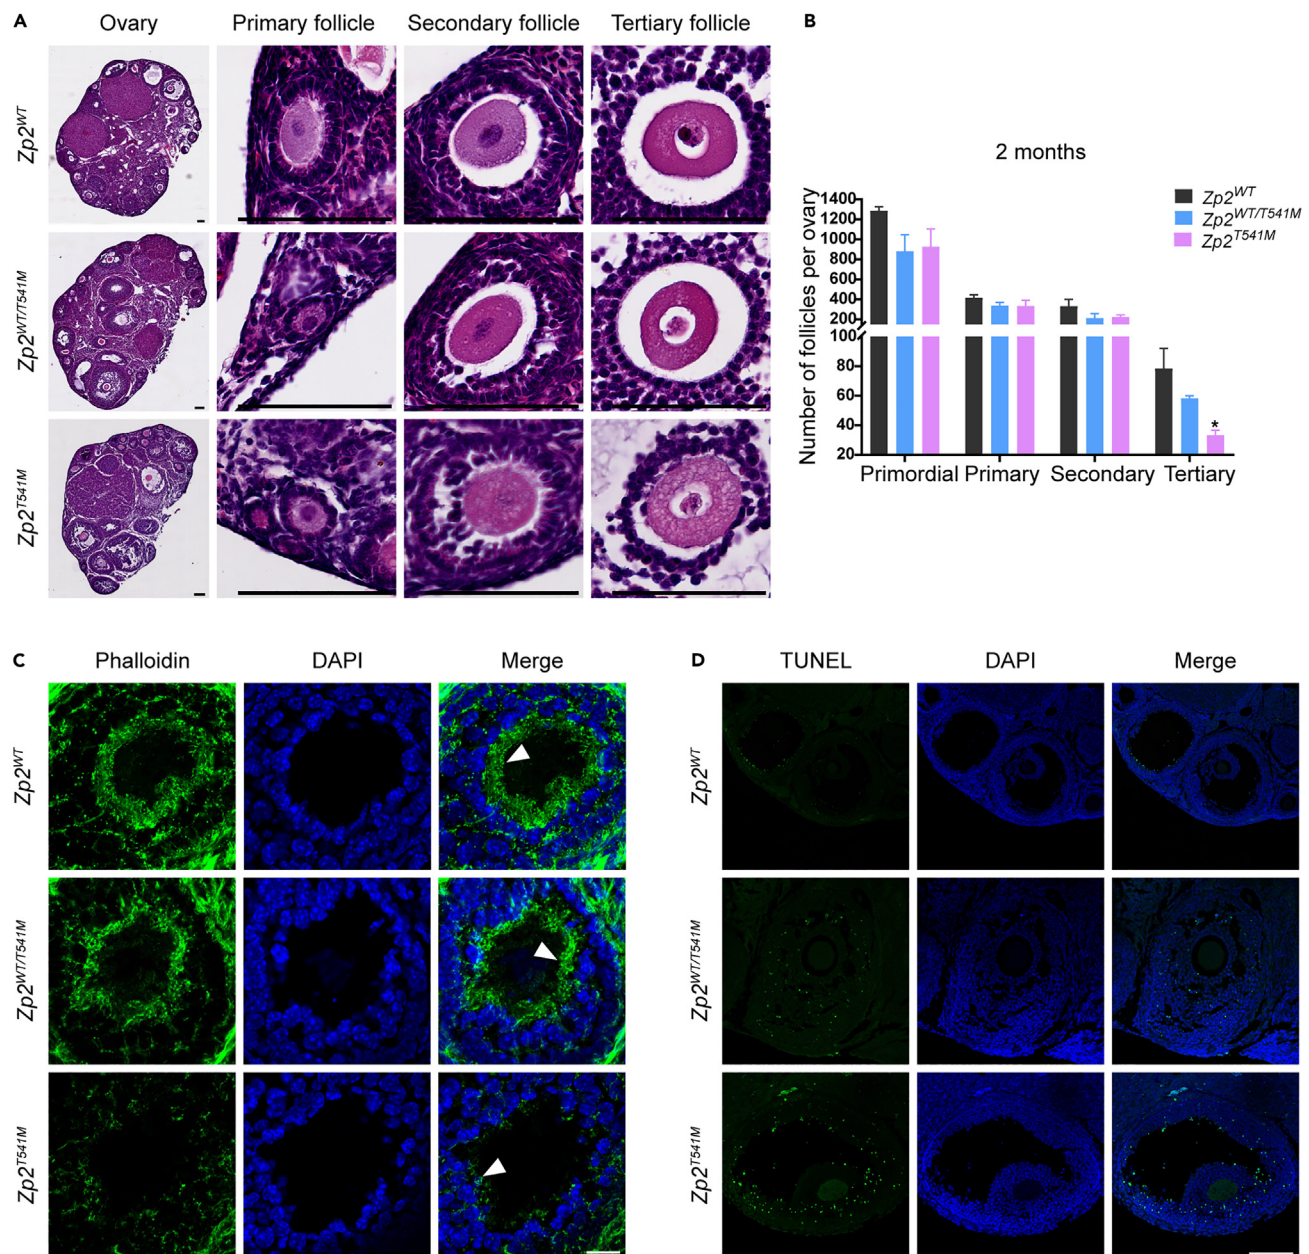 A
Ovary
Primary follicle
Secondary follicle
Tertiary follicle
Zp2WT
Zp2WT/T541M
Zp2T541M
B
2 months
Zp2WT
Zp2WT/T541M
Zp2T541M
Number of follicles per ovary
1400
1200
1000
800
600
400
200
100
80
60
40
20
*
Primordial
Primary
Secondary
Tertiary
C
Phalloidin
DAPI
Merge
Zp2WT
Zp2WT/T541M
Zp2T541M
D
TUNEL
DAPI
Merge
Zp2WT
Zp2WT/T541M
Zp2T541M